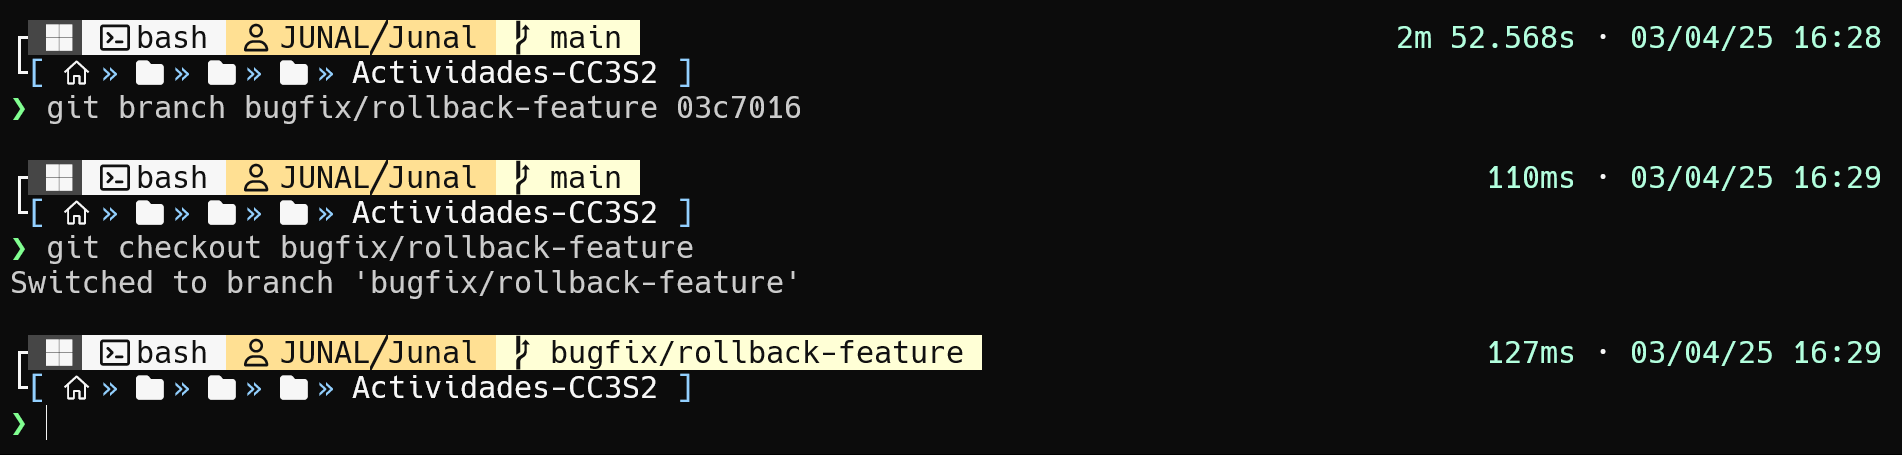 bash JUNAL/Junal main 2m 52.568s · 03/04/25 16:28
[ » » » » Actividades-CC3S2 ]
❯ git branch bugfix/rollback-feature 03c7016
bash JUNAL/Junal main 110ms · 03/04/25 16:29
[ » » » » Actividades-CC3S2 ]
❯ git checkout bugfix/rollback-feature
Switched to branch 'bugfix/rollback-feature'
bash JUNAL/Junal bugfix/rollback-feature 127ms · 03/04/25 16:29
[ » » » » Actividades-CC3S2 ]
❯